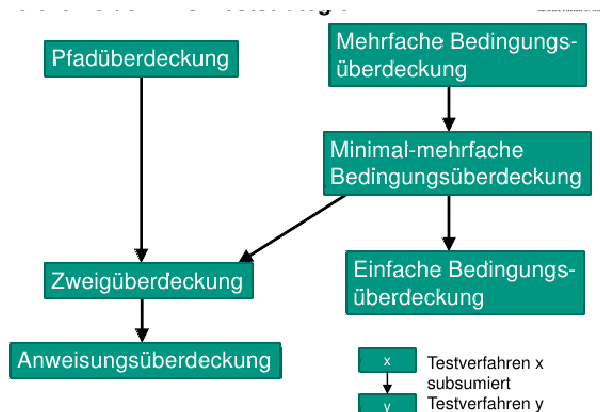 Pfadüberdeckung
Mehrfache Bedingungs-
überdeckung
Minimal-mehrfache
Bedingungsüberdeckung
Zweigüberdeckung
Einfache Bedingungs-
überdeckung
Anweisungsüberdeckung
x
Testverfahren x
subsumiert
y
Testverfahren y